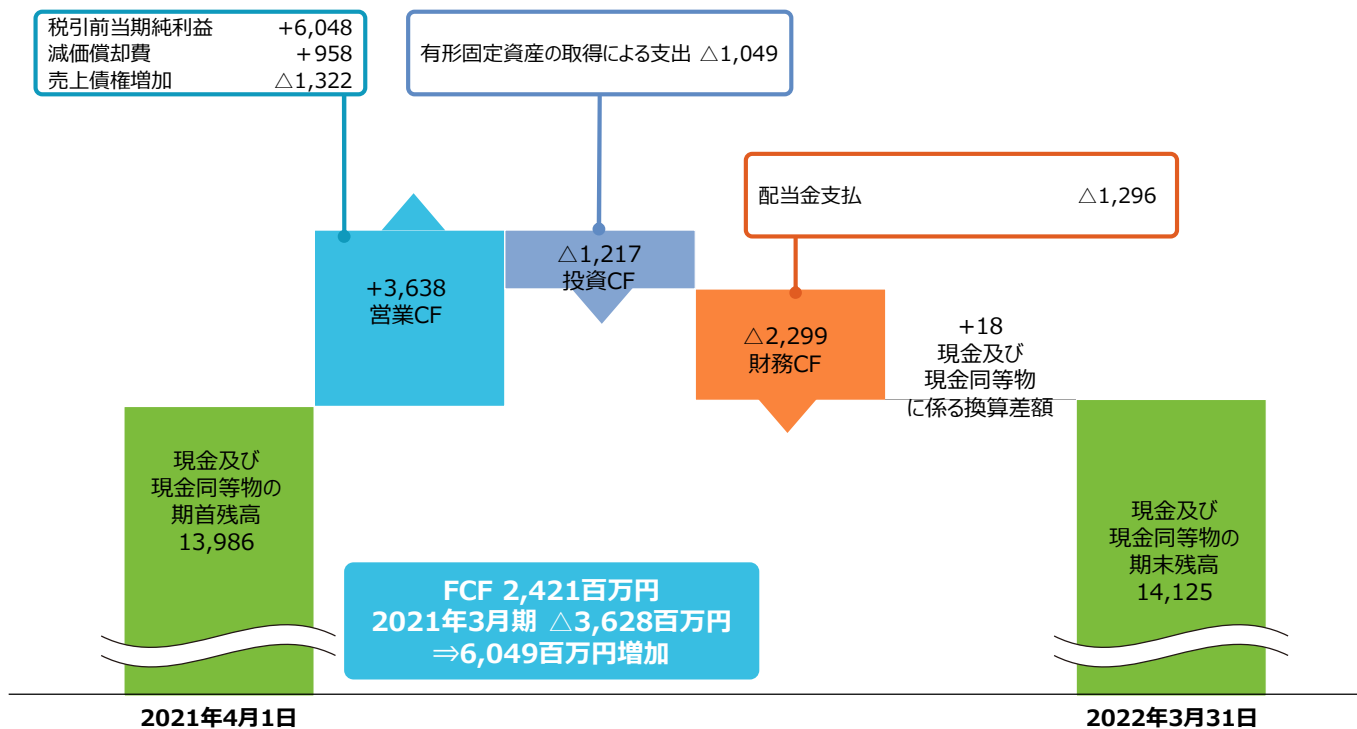 税引前当期純利益 +6,048
減価償却費 +958
売上債権増加 △1,322
有形固定資産の取得による支出 △1,049
配当金支払 △1,296
+3,638
営業CF
△1,217
投資CF
△2,299
財務CF
+18
現金及び
現金同等物
に係る換算差額
現金及び
現金同等物の
期首残高
13,986
現金及び
現金同等物の
期末残高
14,125
FCF 2,421百万円
2021年3月期 △3,628百万円
⇒6,049百万円増加
2021年4月1日
2022年3月31日